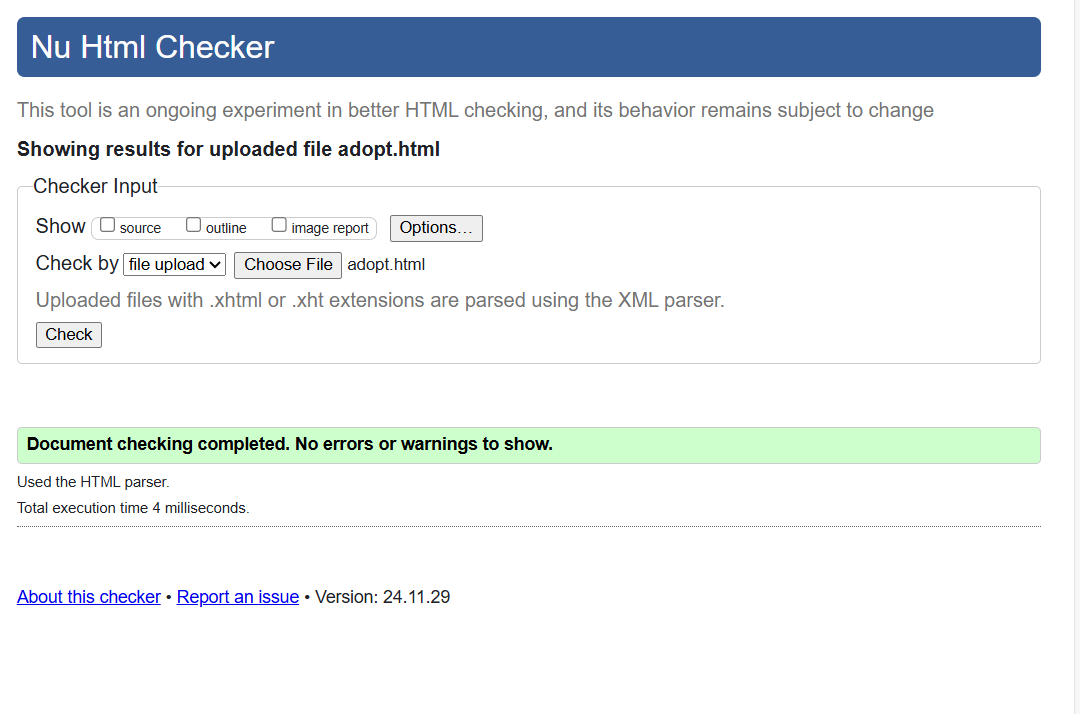 Nu Html Checker
This tool is an ongoing experiment in better HTML checking, and its behavior remains subject to change
Showing results for uploaded file adopt.html
Checker Input
Show source outline image report Options…
Check by file upload Choose File adopt.html
Uploaded files with .xhtml or .xht extensions are parsed using the XML parser.
Check
Document checking completed. No errors or warnings to show.
Used the HTML parser.
Total execution time 4 milliseconds.
About this checker • Report an issue • Version: 24.11.29